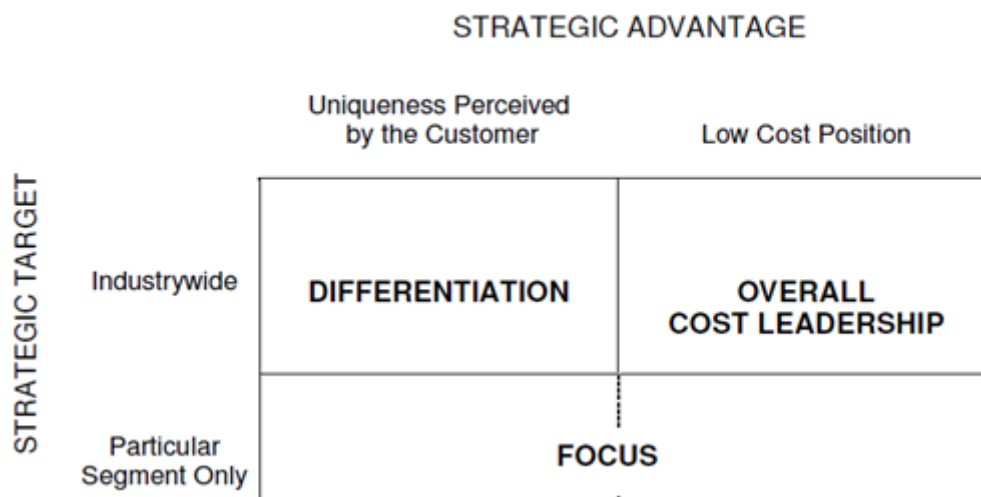 STRATEGIC ADVANTAGE
Uniqueness Perceived
by the Customer
Low Cost Position
STRATEGIC TARGET
Industrywide
DIFFERENTIATION
OVERALL
COST LEADERSHIP
Particular
Segment Only
FOCUS